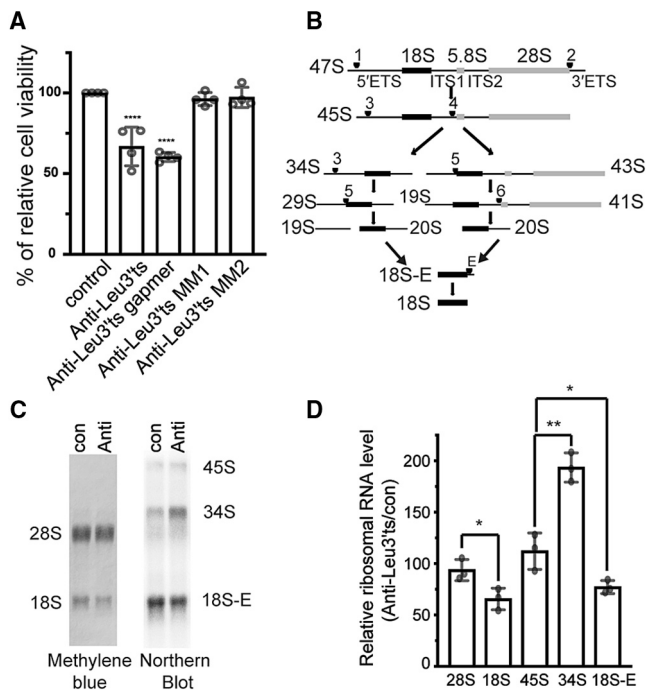 A
% of relative cell viability
100
50
0
****
****
control
Anti-Leu3'ts
Anti-Leu3'ts gapmer
Anti-Leu3'ts MM1
Anti-Leu3'ts MM2
B
1 18S 5.8S 28S 2
47S
5'ETS ITS1 ITS2 3'ETS
45S 3 4
34S 3 5 43S
29S 5 19S 6 41S
19S 20S 20S
18S-E E
18S
C
con Anti con Anti
45S
34S
28S
18S 18S-E
Methylene blue
Northern Blot
D
Relative ribosomal RNA level
(Anti-Leu3'ts/con)
200
150
100
75
50
0
*
**
*
28S 18S 45S 34S 18S-E